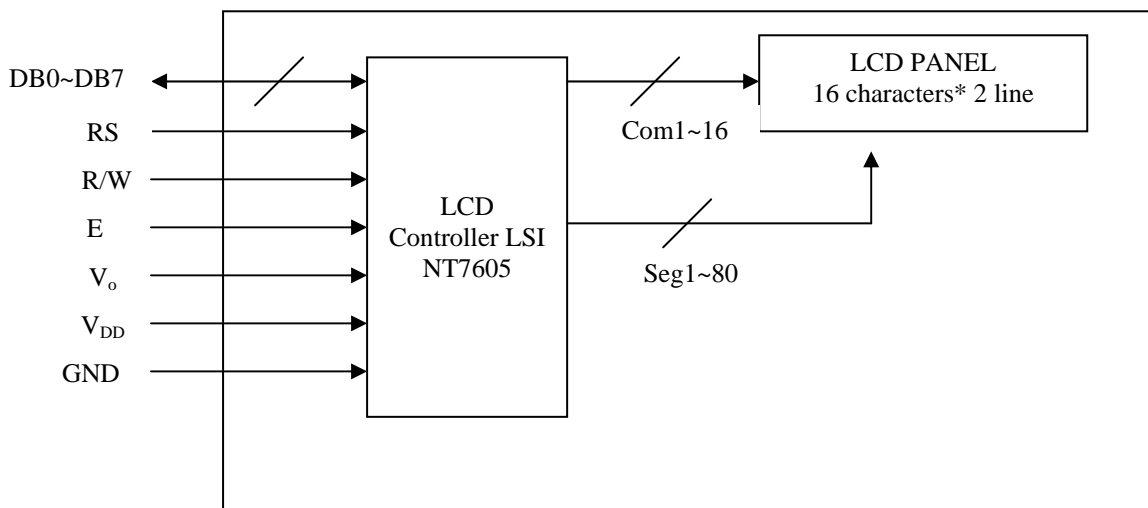 DB0~DB7
RS
R/W
E
Vo
VDD
GND
LCD
Controller LSI
NT7605
Com1~16
Seg1~80
LCD PANEL
16 characters* 2 line